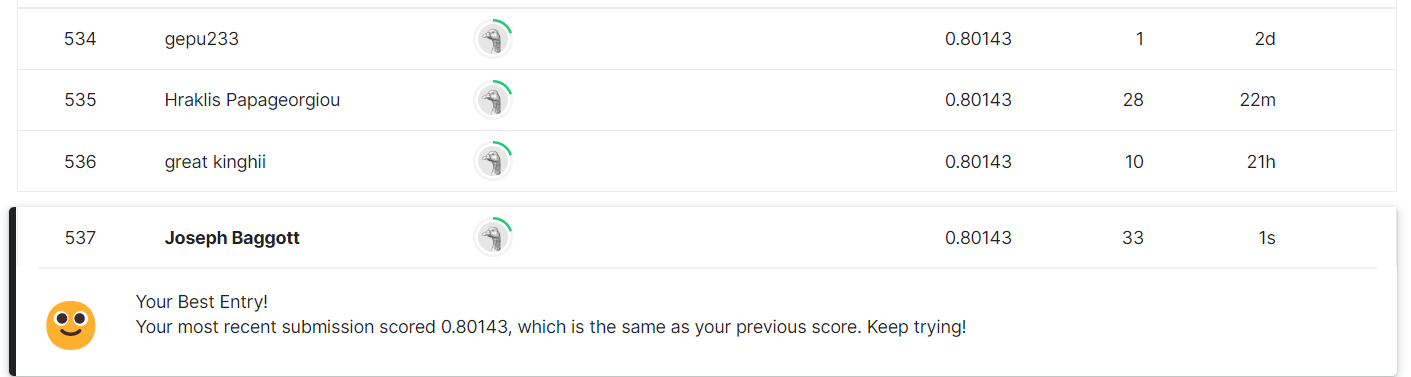 534 gepu233 0.80143 1 2d
535 Hraklis Papageorgiou 0.80143 28 22m
536 great kinghii 0.80143 10 21h
537 Joseph Baggott 0.80143 33 1s
Your Best Entry!
Your most recent submission scored 0.80143, which is the same as your previous score. Keep trying!